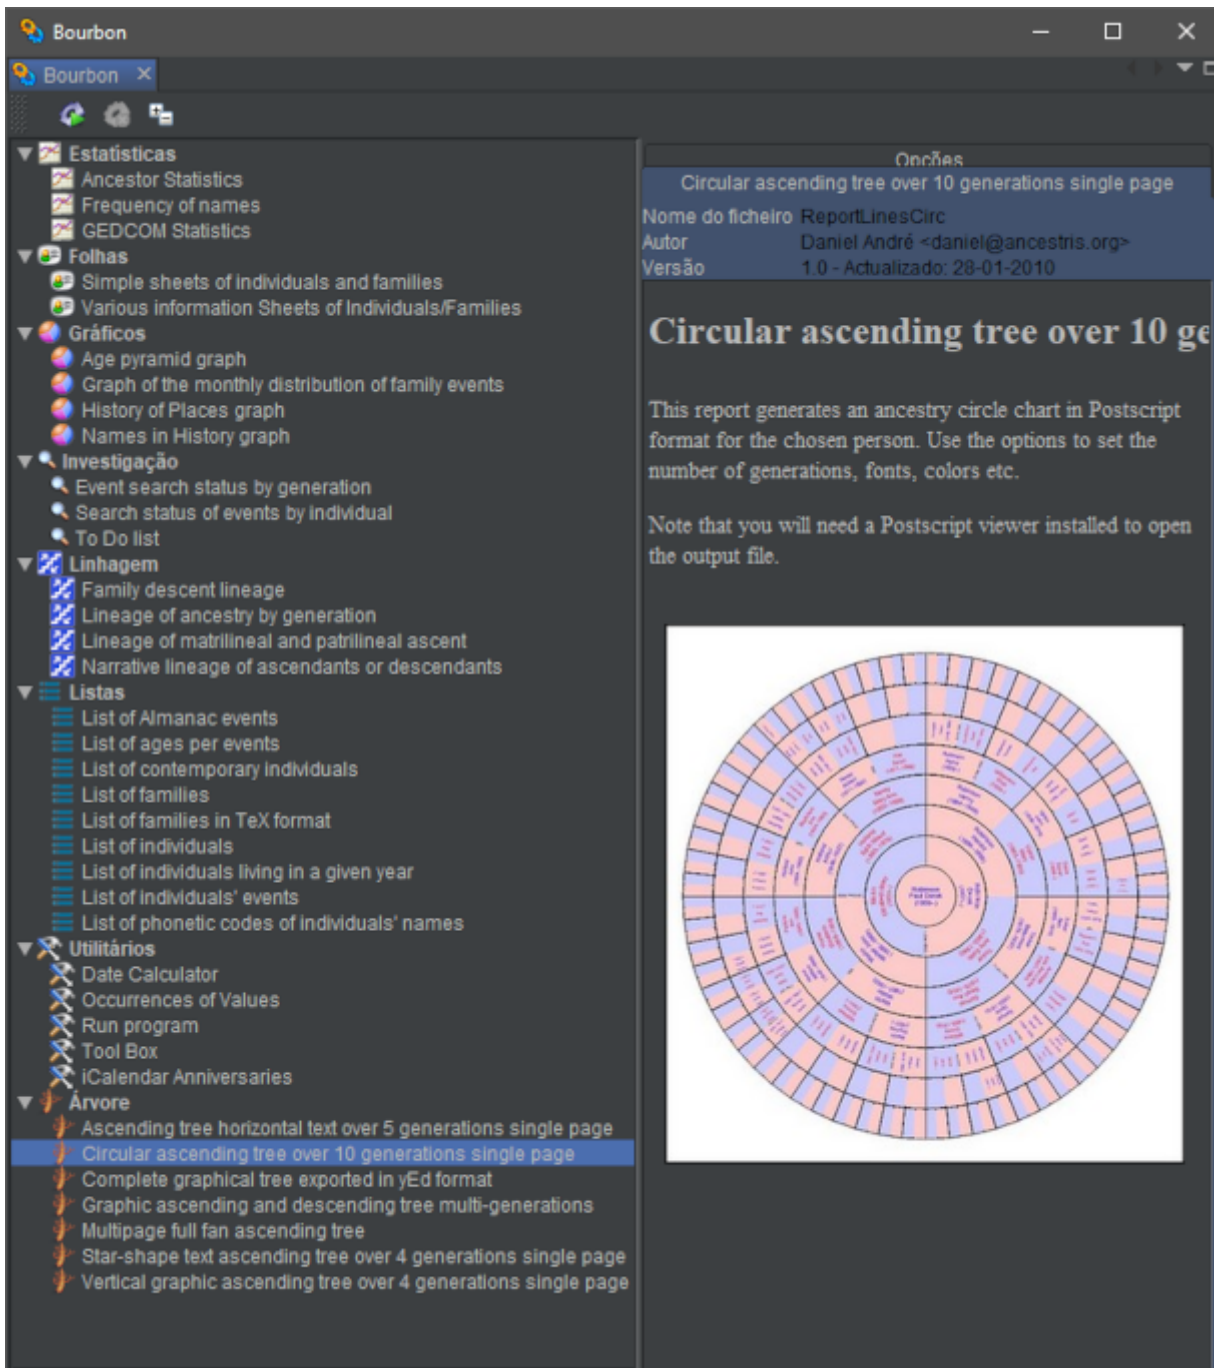 Bourbon
Bourbon
Estatísticas
Ancestor Statistics
Frequency of names
GEDCOM Statistics
Folhas
Simple sheets of individuals and families
Various information Sheets of Individuals/Families
Gráficos
Age pyramid graph
Graph of the monthly distribution of family events
History of Places graph
Names in History graph
Investigação
Event search status by generation
Search status of events by individual
To Do list
Linhagem
Family descent lineage
Lineage of ancestry by generation
Lineage of matrilineal and patrilineal ascent
Narrative lineage of ascendants or descendants
Listas
List of Almanac events
List of ages per events
List of contemporary individuals
List of families
List of families in TeX format
List of individuals
List of individuals living in a given year
List of individuals' events
List of phonetic codes of individuals' names
Utilitários
Date Calculator
Occurrences of Values
Run program
Tool Box
iCalendar Anniversaries
Árvore
Ascending tree horizontal text over 5 generations single page
Circular ascending tree over 10 generations single page
Complete graphical tree exported in yEd format
Graphic ascending and descending tree multi-generations
Multipage full fan ascending tree
Star-shape text ascending tree over 4 generations single page
Vertical graphic ascending tree over 4 generations single page
Opções
Circular ascending tree over 10 generations single page
Nome do ficheiro ReportLinesCirc
Autor Daniel André <daniel@ancestris.org>
Versão 1.0 - Actualizado: 28-01-2010
Circular ascending tree over 10 ge
This report generates an ancestry circle chart in Postscript
format for the chosen person. Use the options to set the
number of generations, fonts, colors etc.
Note that you will need a Postscript viewer installed to open
the output file.